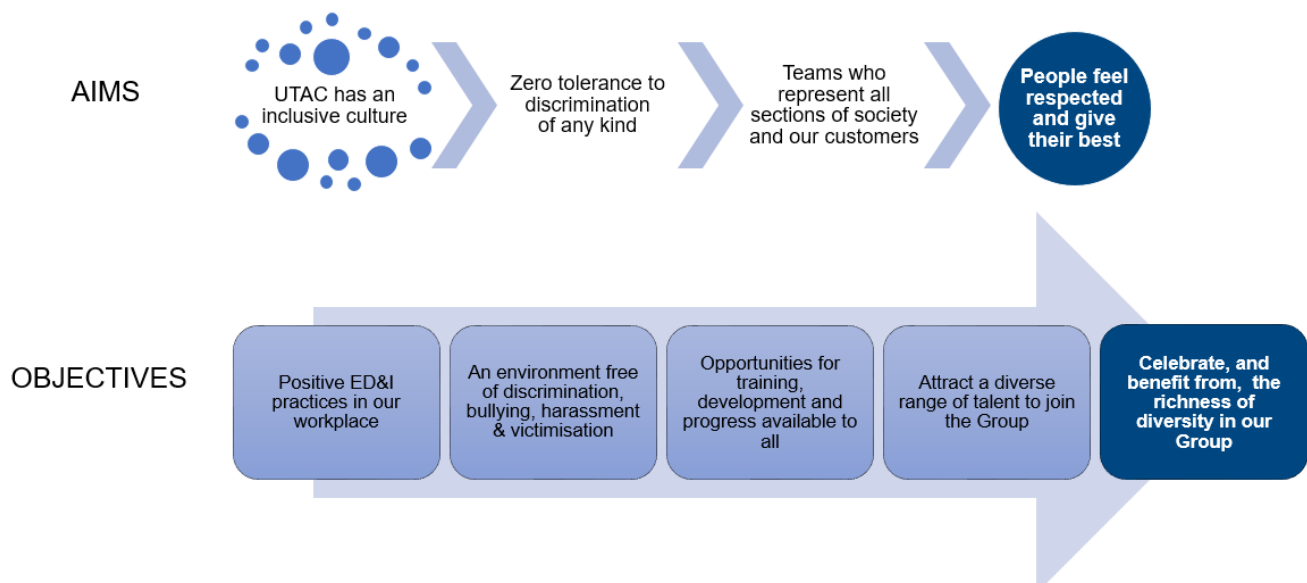 AIMS
UTAC has an
inclusive culture
Zero tolerance to
discrimination
of any kind
Teams who
represent all
sections of society
and our customers
People feel
respected
and give
their best
OBJECTIVES
Positive ED&I
practices in our
workplace
An environment free
of discrimination,
bullying, harassment
& victimisation
Opportunities for
training,
development and
progress available to
all
Attract a diverse
range of talent to join
the Group
Celebrate, and
benefit from,  the
richness of
diversity in our
Group